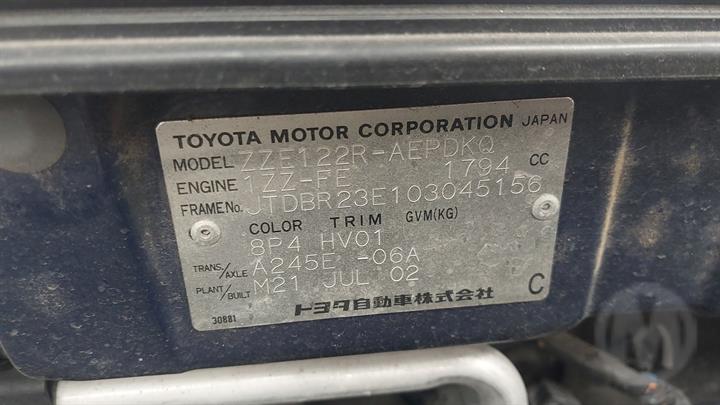 TOYOTA MOTOR CORPORATION JAPAN
MODEL ZZE122R-AEPDKQ
ENGINE 1ZZ-FE 1794 CC
FRAME No. JTDBR23E103045156
COLOR TRIM GVM(KG)
8P4 HV01
TRANS/AXLE A245E -06A
PLANT/BUILT M21 JUL 02
トヨタ自動車株式会社 C
30881
M